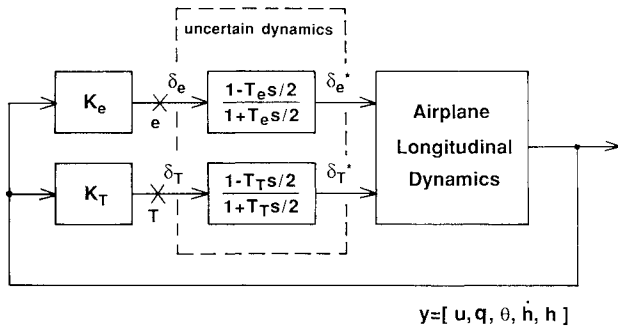 uncertain dynamics
K_e
e
δ_e
1-T_e s/2
1+T_e s/2
δ_e*
Airplane
Longitudinal
Dynamics
K_T
T
δ_T
1-T_T s/2
1+T_T s/2
δ_T*
y=[ u, q, θ, ḣ, h ]